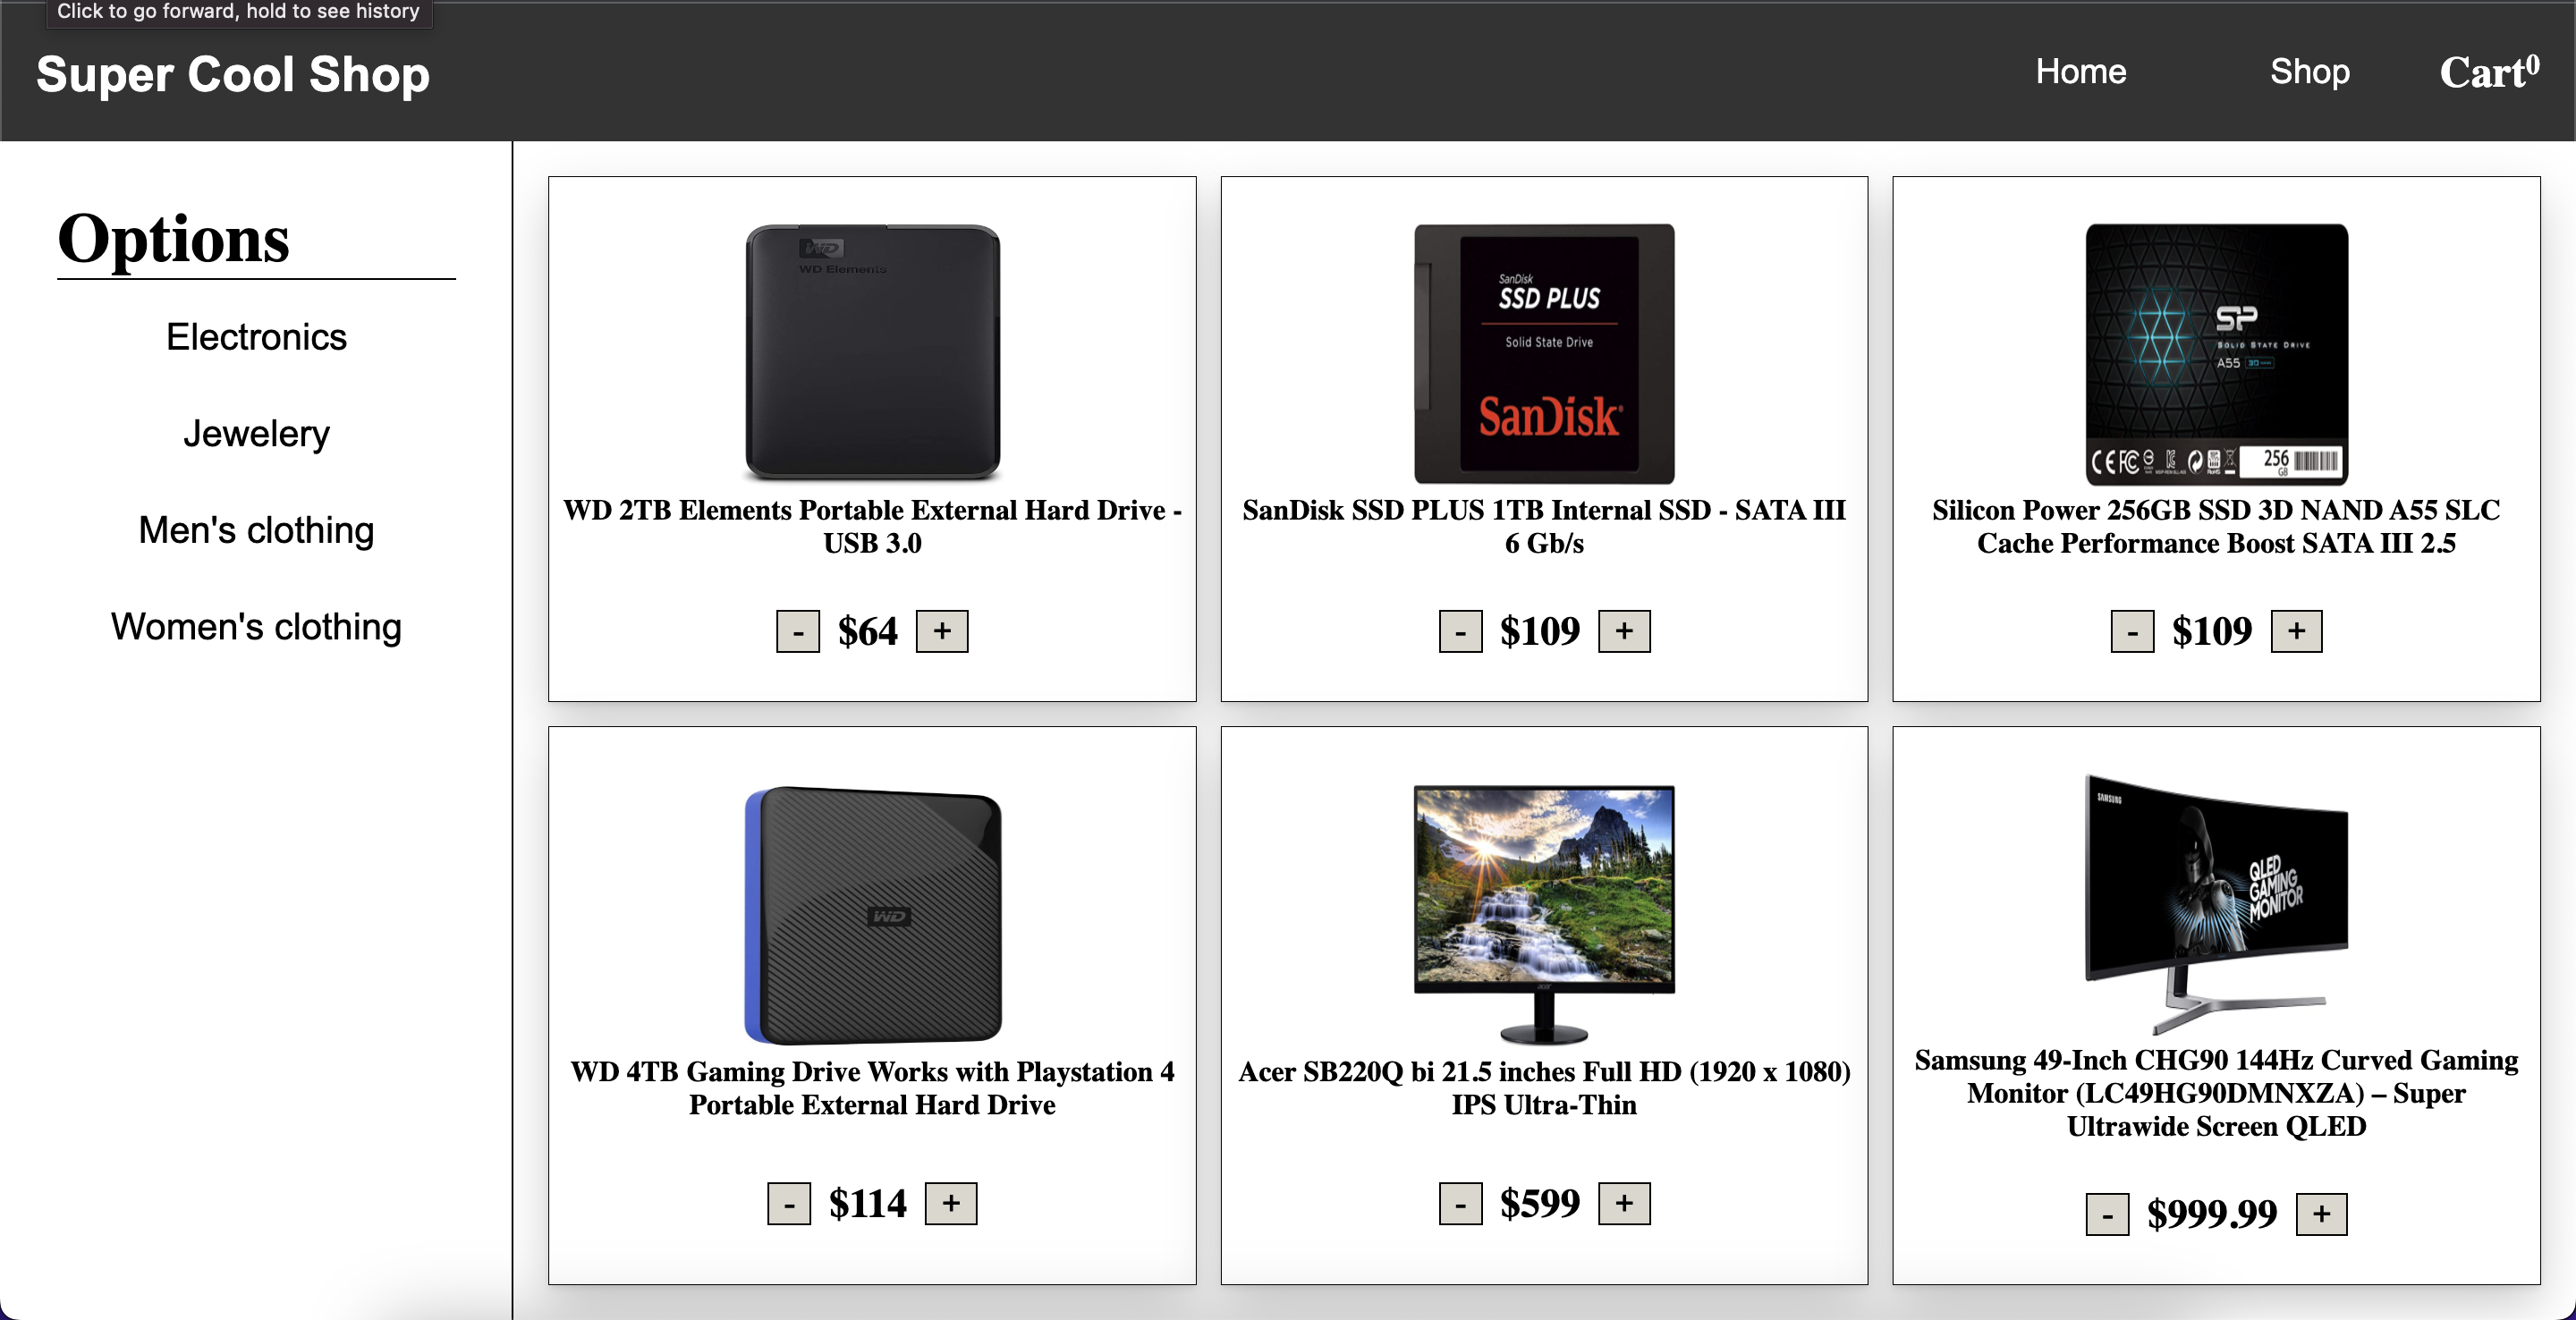 Click to go forward, hold to see history
Super Cool Shop
Home
Shop
Cart0
Options
Electronics
Jewelery
Men's clothing
Women's clothing
WD
WD Elements
WD 2TB Elements Portable External Hard Drive -
USB 3.0
- $64 +
SanDisk
SSD PLUS
Solid State Drive
SanDisk
SanDisk SSD PLUS 1TB Internal SSD - SATA III
6 Gb/s
- $109 +
SP
SOLID STATE DRIVE
A55
256
GB
Silicon Power 256GB SSD 3D NAND A55 SLC
Cache Performance Boost SATA III 2.5
- $109 +
WD
WD 4TB Gaming Drive Works with Playstation 4
Portable External Hard Drive
- $114 +
acer
Acer SB220Q bi 21.5 inches Full HD (1920 x 1080)
IPS Ultra-Thin
- $599 +
SAMSUNG
QLED
GAMING
MONITOR
Samsung 49-Inch CHG90 144Hz Curved Gaming
Monitor (LC49HG90DMNXZA) – Super
Ultrawide Screen QLED
- $999.99 +